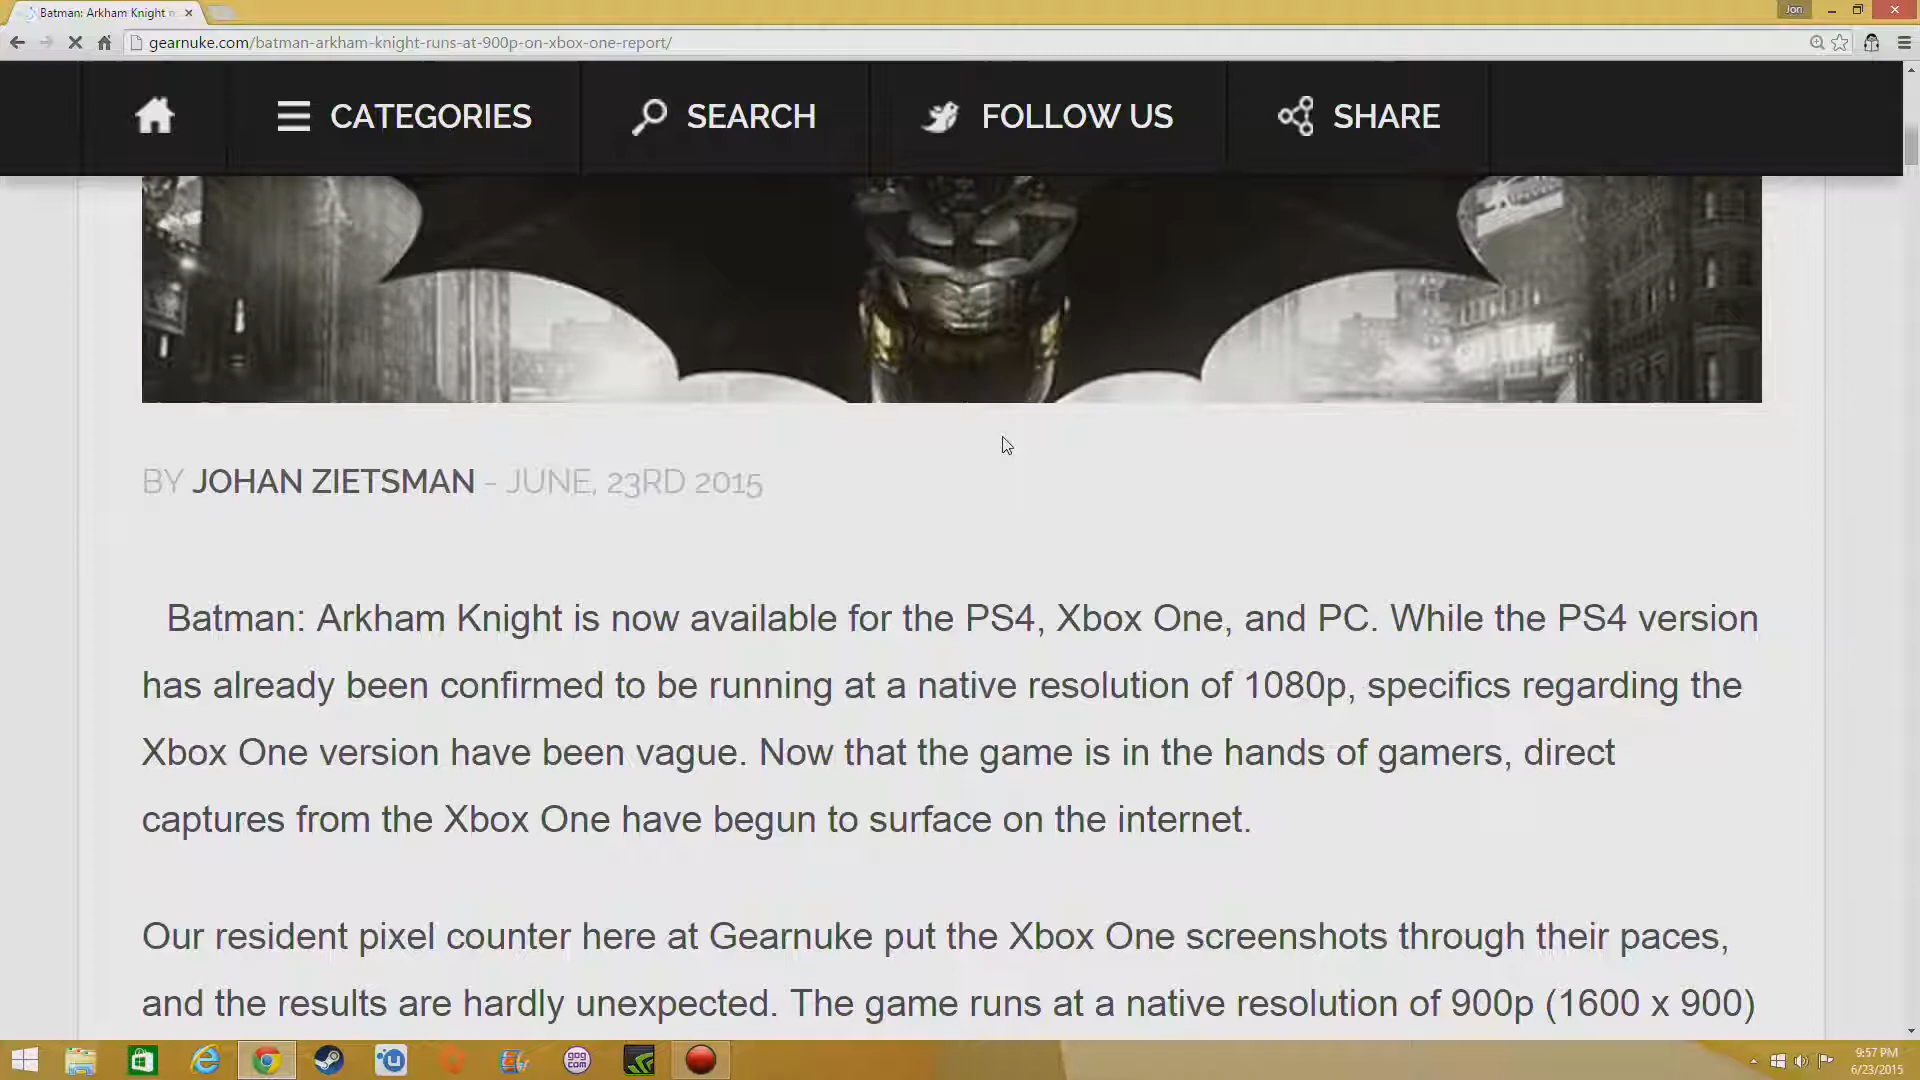 Batman: Arkham Knight
Jon
gearnuke.com/batman-arkham-knight-runs-at-900p-on-xbox-one-report/
CATEGORIES
SEARCH
FOLLOW US
SHARE
BY JOHAN ZIETSMAN - JUNE, 23RD 2015
Batman: Arkham Knight is now available for the PS4, Xbox One, and PC. While the PS4 version
has already been confirmed to be running at a native resolution of 1080p, specifics regarding the
Xbox One version have been vague. Now that the game is in the hands of gamers, direct
captures from the Xbox One have begun to surface on the internet.
Our resident pixel counter here at Gearnuke put the Xbox One screenshots through their paces,
and the results are hardly unexpected. The game runs at a native resolution of 900p (1600 x 900)
gog
com
9:57 PM
6/23/2015